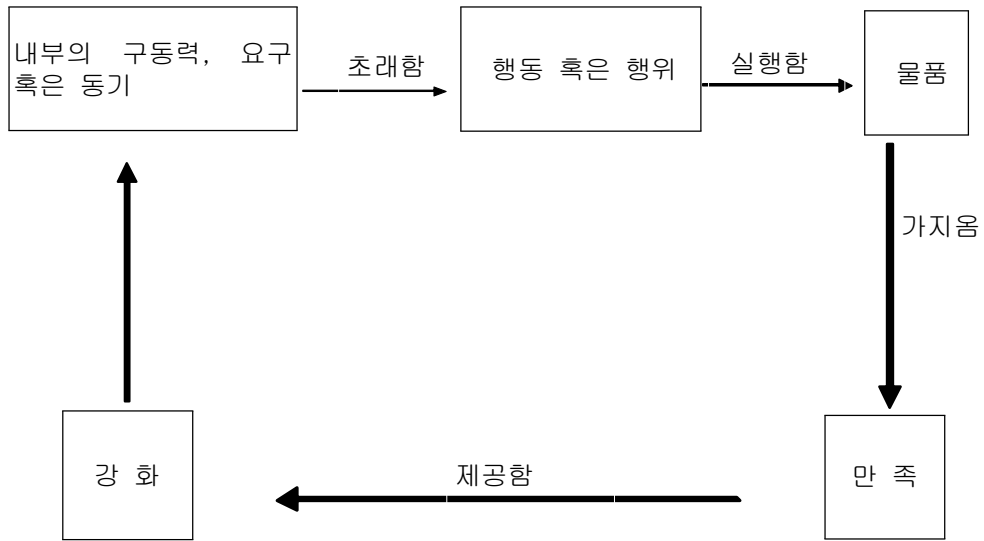 내부의 구동력, 요구
혹은 동기
초래함
행동 혹은 행위
실행함
물품
가지옴
만 족
제공함
강 화